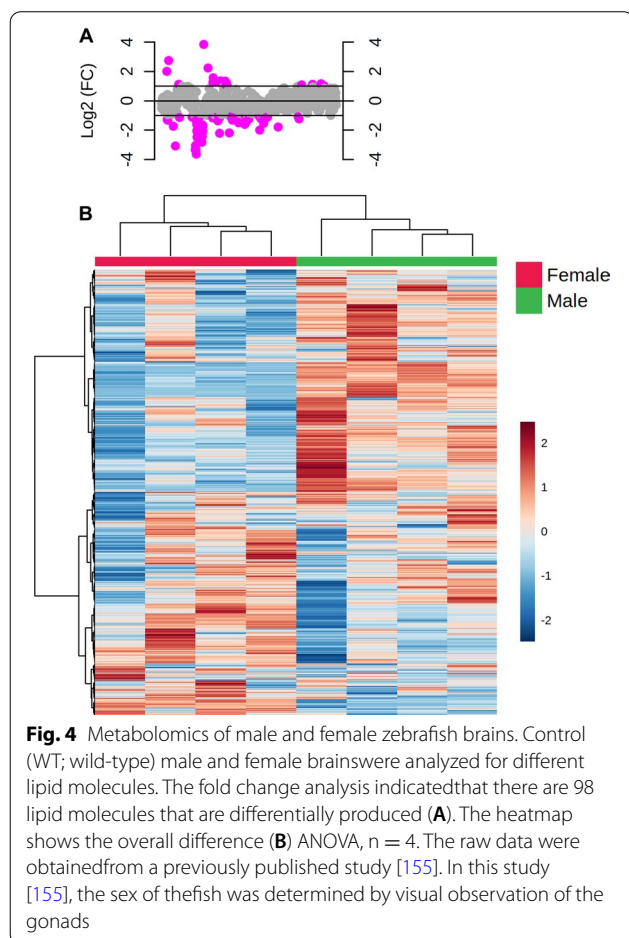 A
4
2
0
-2
-4
Log2 (FC)
4
2
0
-2
-4
B
Female
Male
2
1
0
-1
-2
Fig. 4 Metabolomics of male and female zebrafish brains. Control
(WT; wild-type) male and female brainswere analyzed for different
lipid molecules. The fold change analysis indicatedthat there are 98
lipid molecules that are differentially produced (A). The heatmap
shows the overall difference (B) ANOVA, n = 4. The raw data were
obtainedfrom a previously published study [155]. In this study
[155], the sex of thefish was determined by visual observation of the
gonads